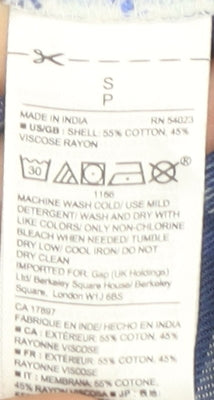 S
P
MADE IN INDIA RN 54023
■ US/GB : SHELL: 55% COTTON, 45%
VISCOSE RAYON
30
®
1166
MACHINE WASH COLD/ USE MILD
DETERGENT/ WASH AND DRY WITH
LIKE COLORS/ ONLY NON-CHLORINE
BLEACH WHEN NEEDED/ TUMBLE
DRY LOW/ COOL IRON/ DO NOT
DRY CLEAN
IMPORTED FOR: Gap (UK Holdings)
Ltd/ Berkeley Square House/ Berkeley
Square, London W1J 6BS
CA 17897
FABRIQUE EN INDE/ HECHO EN INDIA
■ CA : EXTÉRIEUR: 55% COTON, 45%
RAYONNE VISCOSE
■ FR : EXTÉRIEUR: 55% COTON, 45%
RAYONNE VISCOSE
■ IT : MEMBRANA: 55% COTONE,
45% RAYON VISCOSA ■ JP :